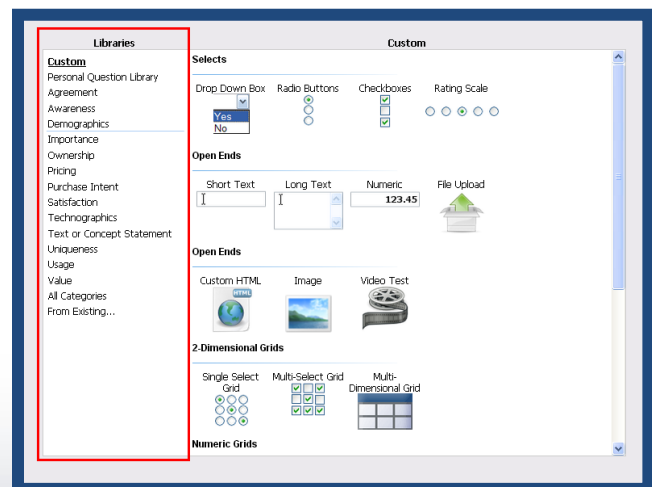 Libraries
Custom
Custom
Personal Question Library
Agreement
Awareness
Demographics
Importance
Ownership
Pricing
Purchase Intent
Satisfaction
Technographics
Text or Concept Statement
Uniqueness
Usage
Value
All Categories
From Existing...
Selects
Drop Down Box Radio Buttons Checkboxes Rating Scale
Yes
No
Open Ends
Short Text Long Text Numeric File Upload
123.45
Open Ends
Custom HTML Image Video Test
HTML
2-Dimensional Grids
Single Select Grid
Multi-Select Grid
Multi-Dimensional Grid
Numeric Grids